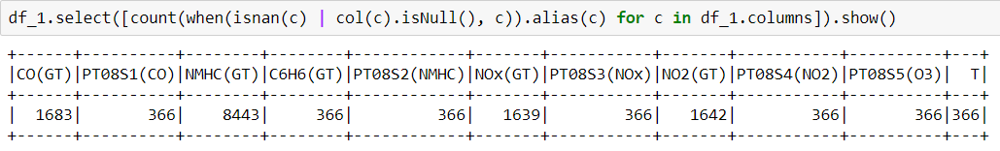 df_1.select([count(when(isnan(c) | col(c).isNull(), c)).alias(c) for c in df_1.columns]).show()
+------+-----------+--------+--------+-------------+-------+------------+-------+------------+-----------+---+
|CO(GT)|PT08S1(CO)|NMHC(GT)|C6H6(GT)|PT08S2(NMHC)|NOx(GT)|PT08S3(NOx)|NO2(GT)|PT08S4(NO2)|PT08S5(O3)|  T|
+------+----------+--------+--------+------------+-------+-----------+-------+-----------+----------+---+
|  1683|       366|    8443|     366|         366|   1639|        366|   1642|        366|       366|366|
+------+----------+--------+--------+------------+-------+-----------+-------+-----------+----------+---+